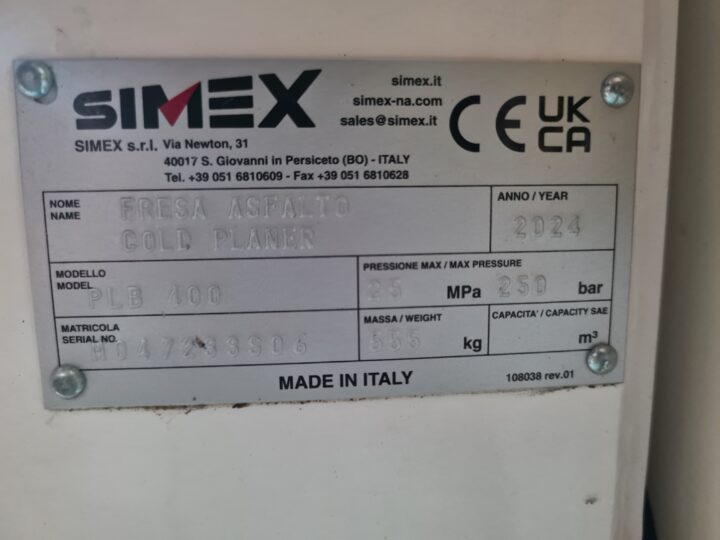 SIMEX
simex.it
simex-na.com
sales@simex.it
CE
UK
CA
SIMEX s.r.l. Via Newton, 31
40017 S. Giovanni in Persiceto (BO) - ITALY
Tel. +39 051 6810609 - Fax +39 051 6810628
NOME
NAME
FRESA ASFALTO
COLD PLANER
ANNO / YEAR
2024
MODELLO
MODEL
PLB 400
PRESSIONE MAX / MAX PRESSURE
25 MPa 250 bar
MATRICOLA
SERIAL NO.
MASSA / WEIGHT
555 kg
CAPACITA' / CAPACITY SAE
m³
MADE IN ITALY
108038 rev.01